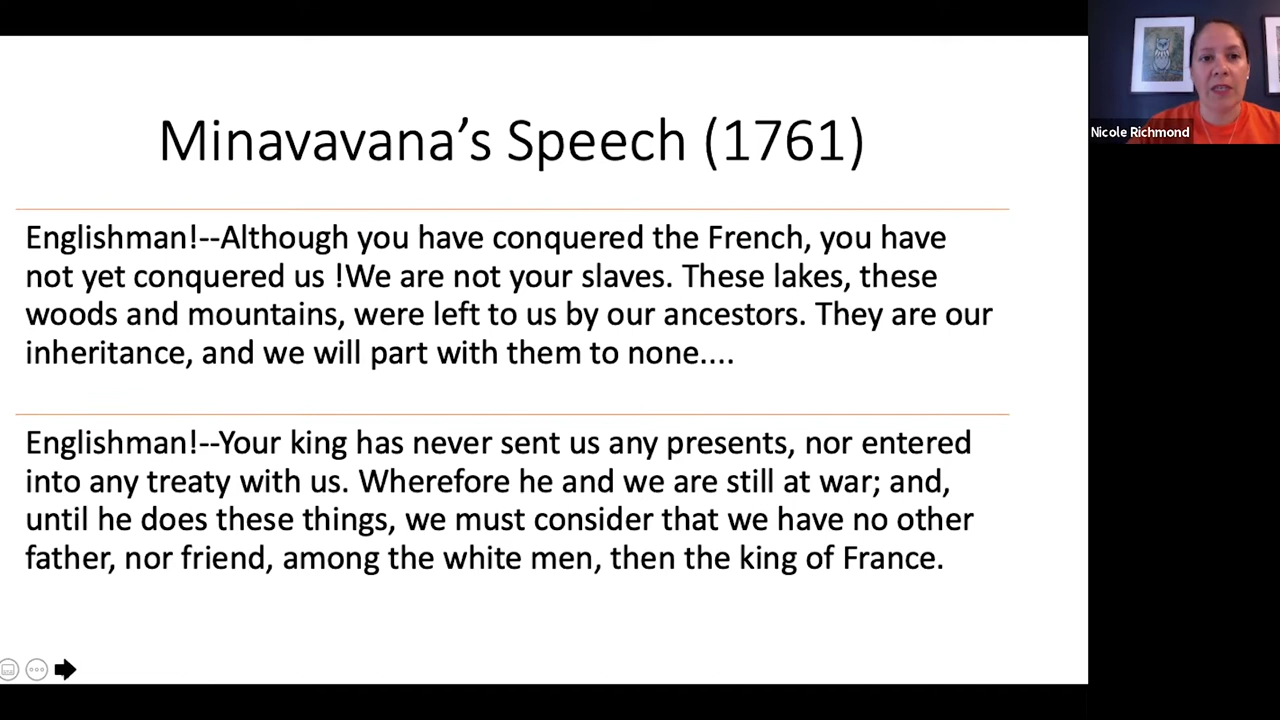 Minavavana’s Speech (1761)
Englishman!--Although you have conquered the French, you have
not yet conquered us !We are not your slaves. These lakes, these
woods and mountains, were left to us by our ancestors. They are our
inheritance, and we will part with them to none....
Englishman!--Your king has never sent us any presents, nor entered
into any treaty with us. Wherefore he and we are still at war; and,
until he does these things, we must consider that we have no other
father, nor friend, among the white men, then the king of France.
Nicole Richmond